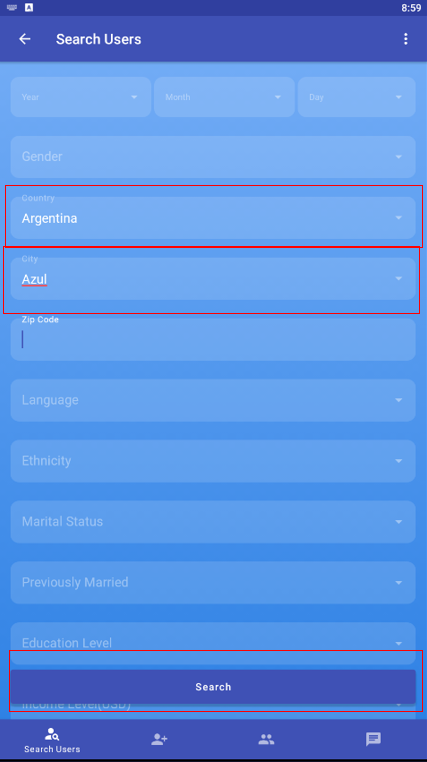 8:59
Search Users
Year Month Day
Gender
Country
Argentina
City
Azul
Zip Code
Language
Ethnicity
Marital Status
Previously Married
Education Level
Search
Income Level(USD)
Search Users